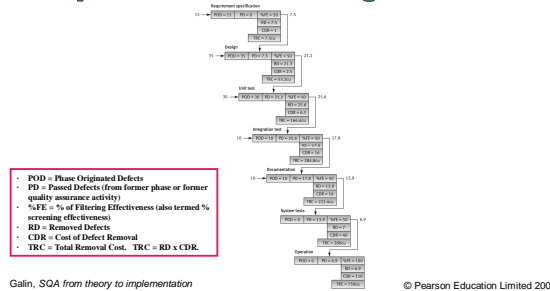 Requirement specification
15 POD = 15 PD = 0 %FE = 50 7.5
RD = 7.5
CDR = 1
TRC = 7.5cu
Design
35 POD = 35 PD = 7.5 %FE = 50 21.2
RD = 21.3
CDR = 2.5
TRC = 53.2cu
Unit test
30 POD = 30 PD = 21.2 %FE = 50 25.6
RD = 25.6
CDR = 6.5
TRC = 166.4cu
Integration test
10 POD = 10 PD = 25.6 %FE = 50 17.8
RD = 17.8
CDR = 16
TRC = 284.8cu
Documentation
10 POD = 10 PD = 17.8 %FE = 50 13.9
RD = 13.9
CDR = 16
TRC = 222.4cu
System tests
POD = 0 PD = 13.9 %FE = 50 6.9
RD = 7
CDR = 40
TRC = 280cu
Operation
POD = 0 PD = 6.9 %FE = 100
RD = 6.9
CDR = 110
TRC = 759cu
· POD = Phase Originated Defects
· PD = Passed Defects (from former phase or former
quality assurance activity)
· %FE = % of Filtering Effectiveness (also termed %
screening effectiveness)
· RD = Removed Defects
· CDR = Cost of Defect Removal
· TRC = Total Removal Cost. TRC = RD x CDR.
Galin, SQA from theory to implementation
© Pearson Education Limited 200